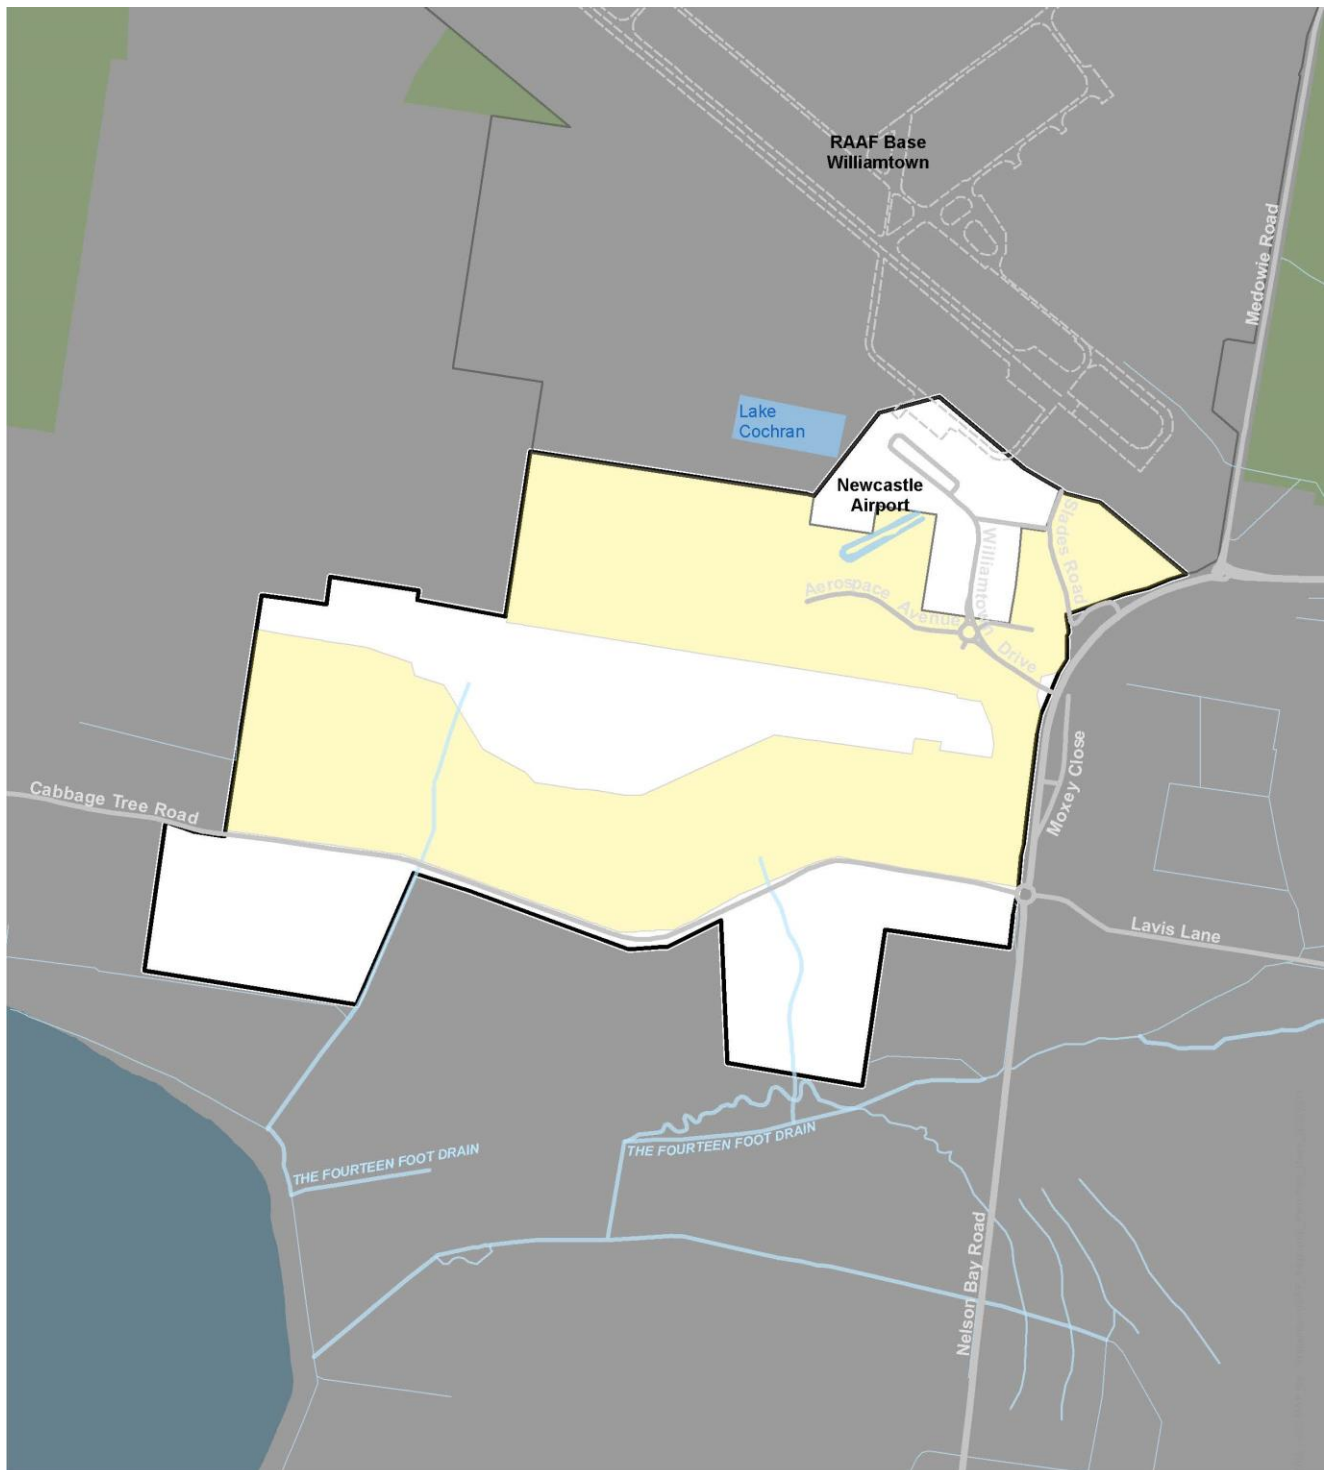 RAAF Base
Williamtown
Medowie Road
Lake
Cochran
Newcastle
Airport
Slades Road
Williamtown Drive
Aerospace Avenue
Moxey Close
Cabbage Tree Road
Lavis Lane
THE FOURTEEN FOOT DRAIN
THE FOURTEEN FOOT DRAIN
Nelson Bay Road